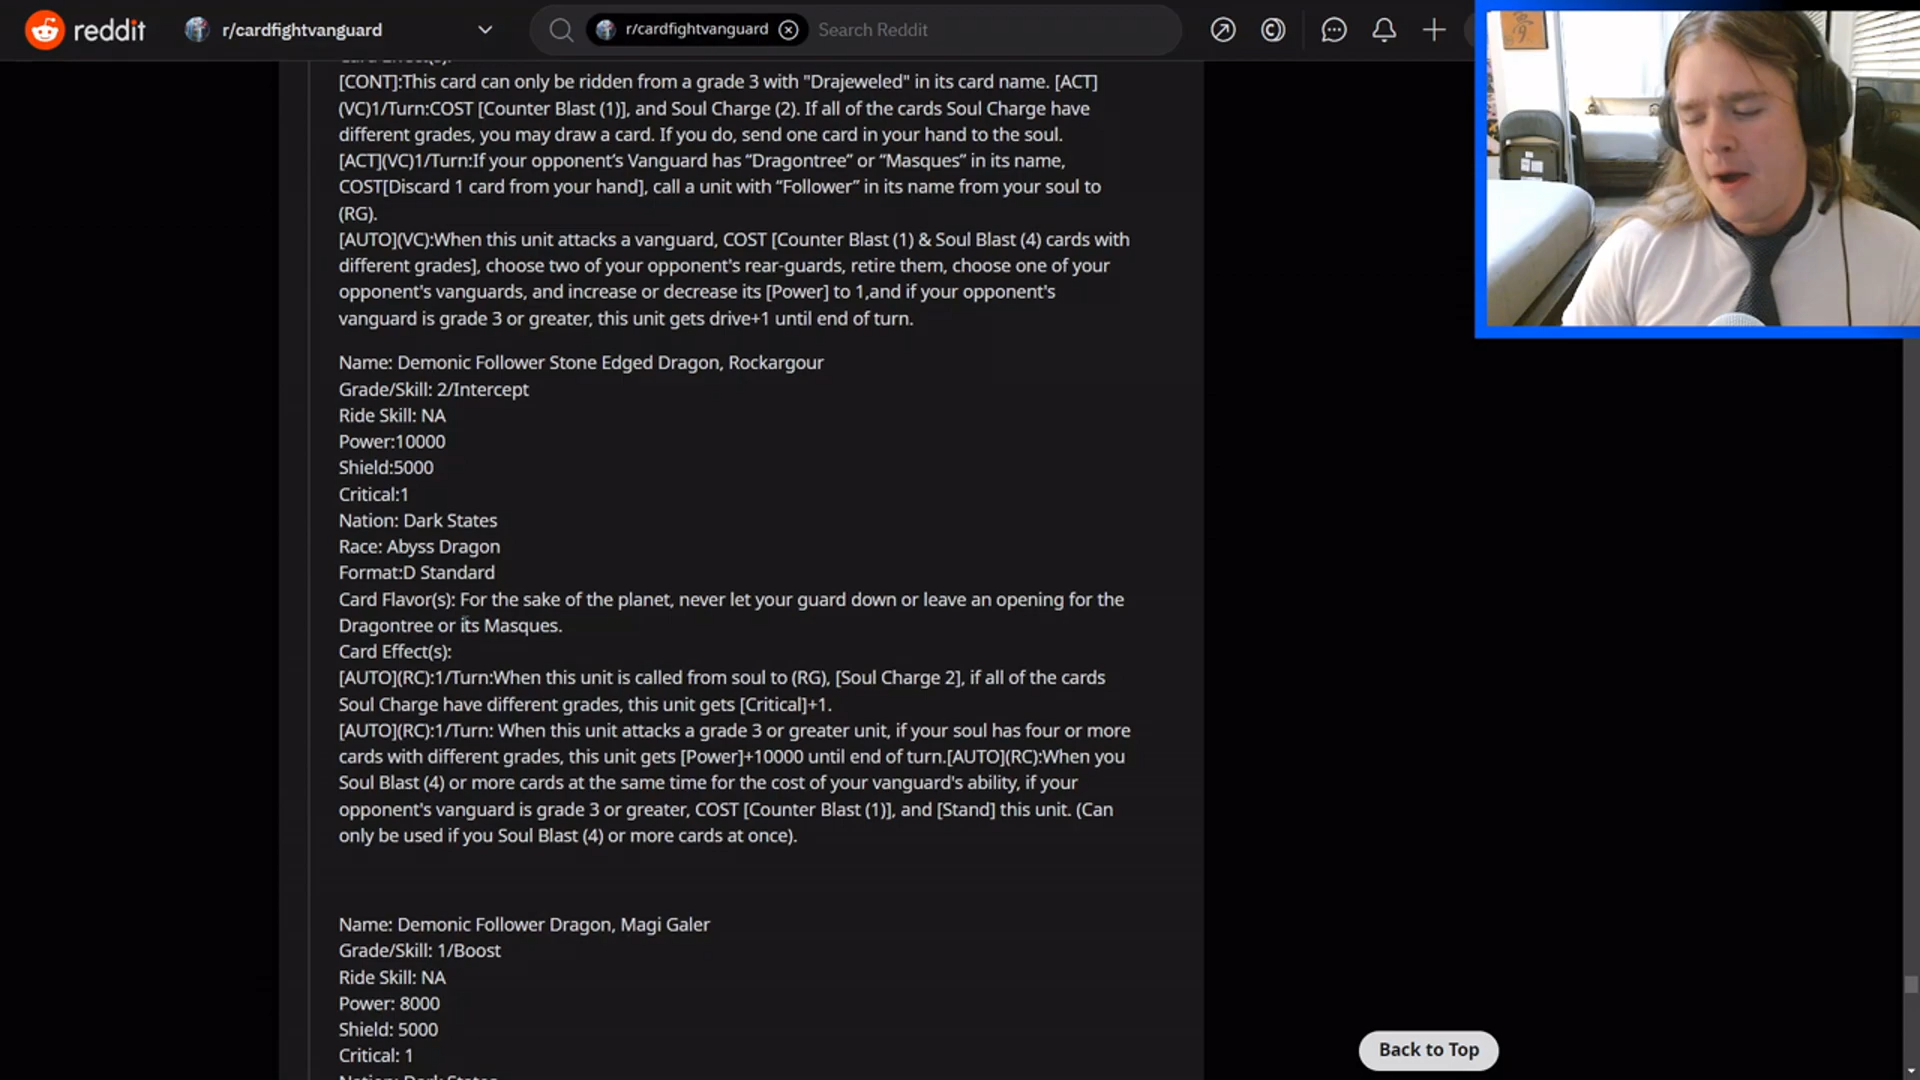 reddit
r/cardfightvanguard
r/cardfightvanguard
Search Reddit
[CONT]:This card can only be ridden from a grade 3 with "Drajeweled" in its card name. [ACT]
(VC)1/Turn:COST [Counter Blast (1)], and Soul Charge (2). If all of the cards Soul Charge have
different grades, you may draw a card. If you do, send one card in your hand to the soul.
[ACT](VC)1/Turn:If your opponent's Vanguard has “Dragontree” or “Masques” in its name,
COST[Discard 1 card from your hand], call a unit with “Follower” in its name from your soul to
(RG).
[AUTO](VC):When this unit attacks a vanguard, COST [Counter Blast (1) & Soul Blast (4) cards with
different grades], choose two of your opponent's rear-guards, retire them, choose one of your
opponent's vanguards, and increase or decrease its [Power] to 1,and if your opponent's
vanguard is grade 3 or greater, this unit gets drive+1 until end of turn.
Name: Demonic Follower Stone Edged Dragon, Rockargour
Grade/Skill: 2/Intercept
Ride Skill: NA
Power:10000
Shield:5000
Critical:1
Nation: Dark States
Race: Abyss Dragon
Format:D Standard
Card Flavor(s): For the sake of the planet, never let your guard down or leave an opening for the
Dragontree or its Masques.
Card Effect(s):
[AUTO](RC):1/Turn:When this unit is called from soul to (RG), [Soul Charge 2], if all of the cards
Soul Charge have different grades, this unit gets [Critical]+1.
[AUTO](RC):1/Turn: When this unit attacks a grade 3 or greater unit, if your soul has four or more
cards with different grades, this unit gets [Power]+10000 until end of turn.[AUTO](RC):When you
Soul Blast (4) or more cards at the same time for the cost of your vanguard's ability, if your
opponent's vanguard is grade 3 or greater, COST [Counter Blast (1)], and [Stand] this unit. (Can
only be used if you Soul Blast (4) or more cards at once).
Name: Demonic Follower Dragon, Magi Galer
Grade/Skill: 1/Boost
Ride Skill: NA
Power: 8000
Shield: 5000
Critical: 1
Back to Top